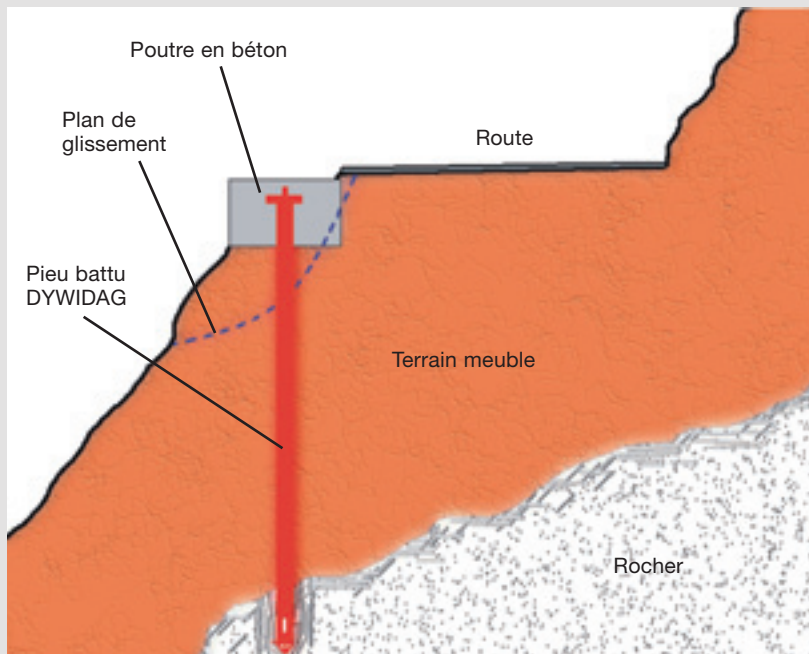 Poutre en béton
Plan de
glissement
Route
Pieu battu
DYWIDAG
Terrain meuble
Rocher